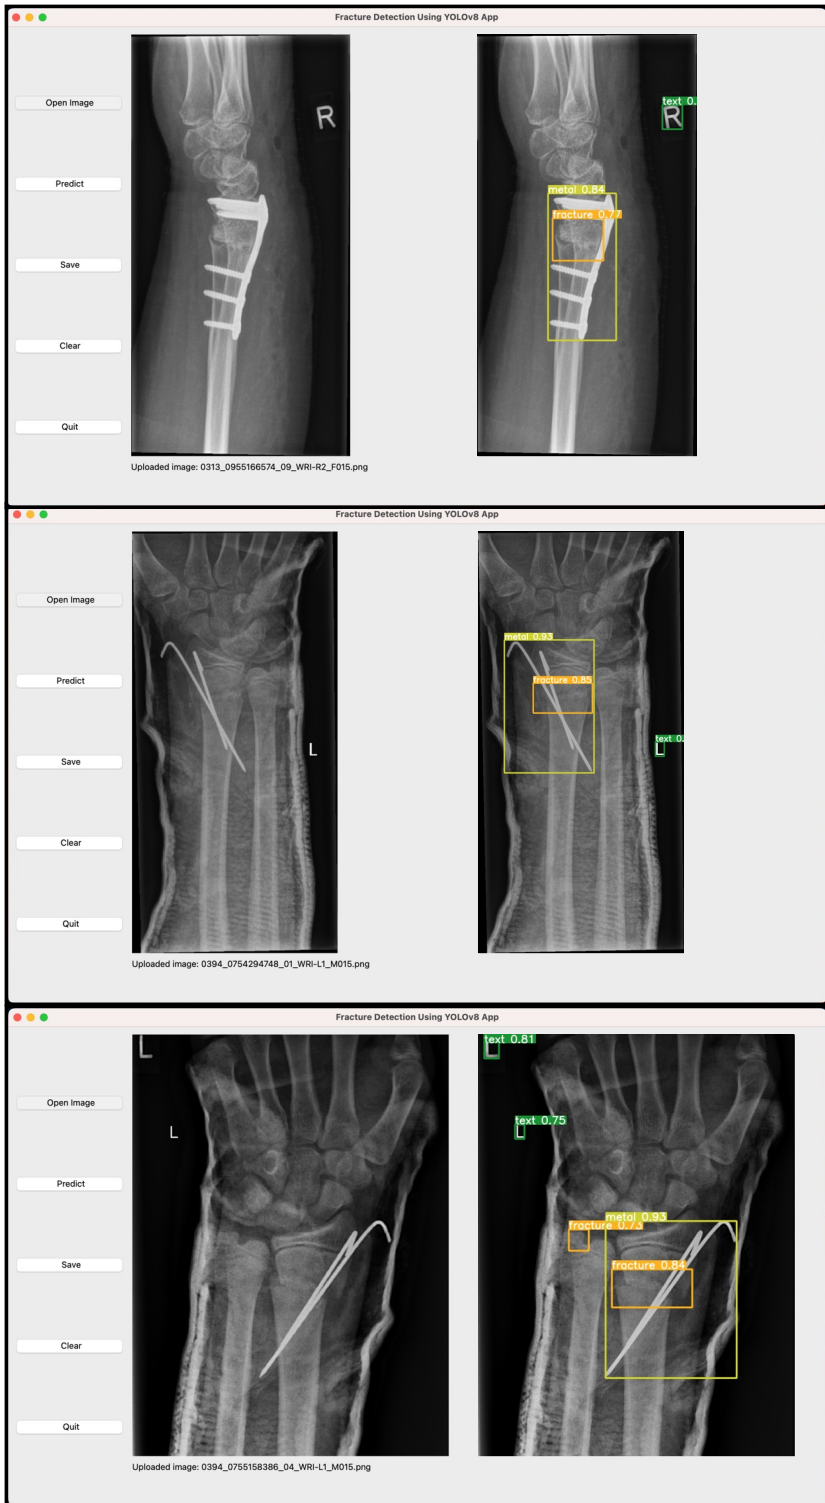 Fracture Detection Using YOLOv8 App
Open Image
Predict
Save
Clear
Quit
R
text 0.
R
metal 0.84
fracture 0.77
Uploaded image: 0313_0955166574_09_WRI-R2_F015.png
Fracture Detection Using YOLOv8 App
Open Image
Predict
Save
Clear
Quit
L
metal 0.93
fracture 0.85
text 0.
L
Uploaded image: 0394_0754294748_01_WRI-L1_M015.png
Fracture Detection Using YOLOv8 App
Open Image
Predict
Save
Clear
Quit
L
L
text 0.81
L
text 0.75
L
metal 0.93
fracture 0.73
fracture 0.84
Uploaded image: 0394_0755158386_04_WRI-L1_M015.png